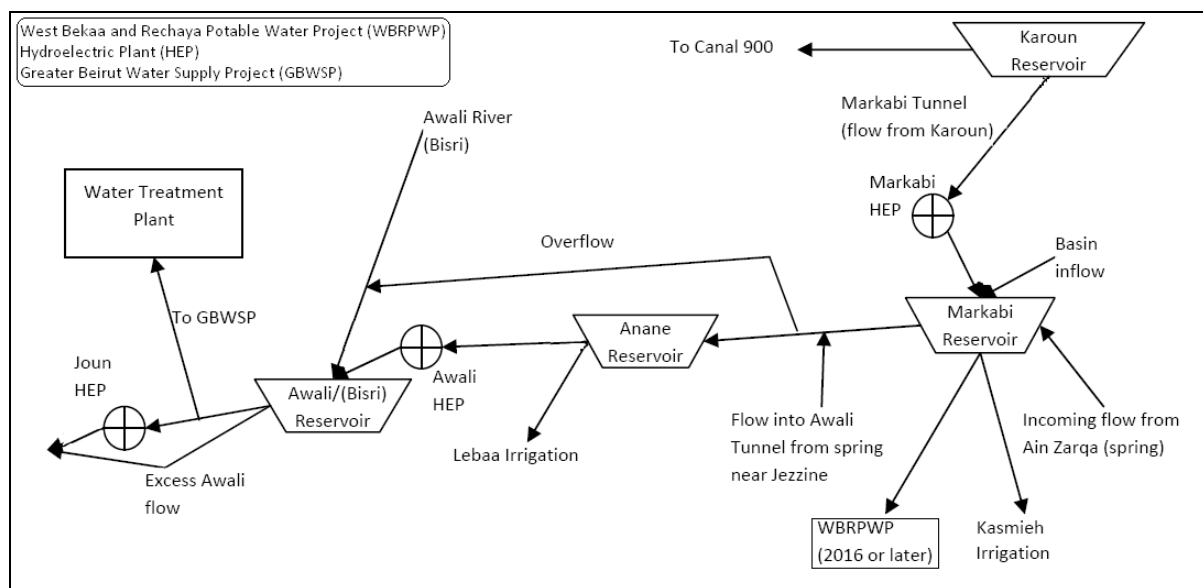 West Bekaa and Rechaya Potable Water Project (WBRPWP)
Hydroelectric Plant (HEP)
Greater Beirut Water Supply Project (GBWSP)
To Canal 900
Karoun
Reservoir
Markabi Tunnel
(flow from Karoun)
Awali River
(Bisri)
Water Treatment
Plant
Markabi
HEP
Overflow
Basin
inflow
To GBWSP
Anane
Reservoir
Markabi
Reservoir
Joun
HEP
Awali/(Bisri)
Reservoir
Awali
HEP
Flow into Awali
Tunnel from spring
near Jezzine
Incoming flow from
Ain Zarqa (spring)
Lebaa Irrigation
Excess Awali
flow
WBRPWP
(2016 or later)
Kasmieh
Irrigation